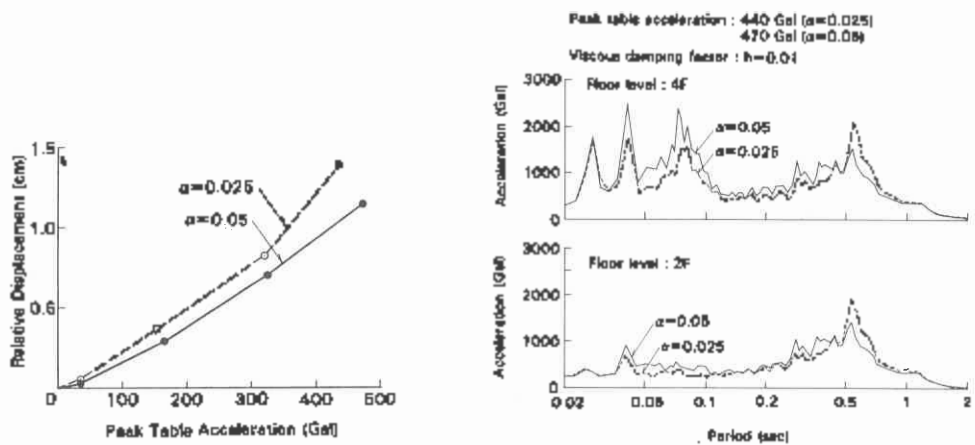 Peak table acceleration : 440 Gal (α=0.025)
470 Gal (α=0.05)
Viscous damping factor : h=0.01
Relative Displacement [cm]
1.5
1.0
0.5
0
α=0.025
α=0.05
0 100 200 300 400 500
Peak Table Acceleration (Gal)
Acceleration (Gal)
3000
2000
1000
0
Floor level : 4F
α=0.05
α=0.025
Acceleration (Gal)
3000
2000
1000
0
Floor level : 2F
α=0.05
α=0.025
0.02 0.05 0.1 0.2 0.5 1 2
Period (sec)